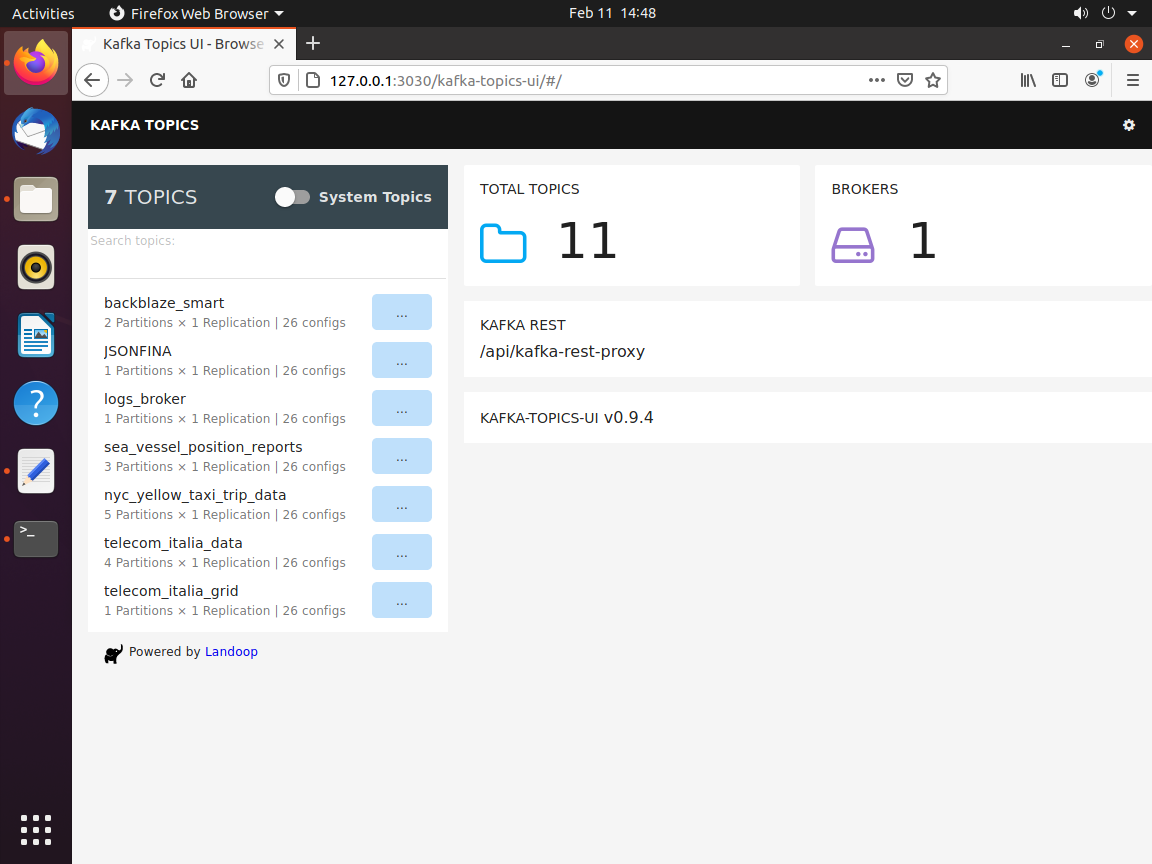 Activities
Firefox Web Browser
Feb 11 14:48
Kafka Topics UI - Browse
127.0.0.1:3030/kafka-topics-ui/#/
KAFKA TOPICS
7 TOPICS
System Topics
Search topics:
backblaze_smart
2 Partitions × 1 Replication | 26 configs
...
JSONFINA
1 Partitions × 1 Replication | 26 configs
...
logs_broker
1 Partitions × 1 Replication | 26 configs
...
sea_vessel_position_reports
3 Partitions × 1 Replication | 26 configs
...
nyc_yellow_taxi_trip_data
5 Partitions × 1 Replication | 26 configs
...
telecom_italia_data
4 Partitions × 1 Replication | 26 configs
...
telecom_italia_grid
1 Partitions × 1 Replication | 26 configs
...
Powered by Landoop
TOTAL TOPICS
11
BROKERS
1
KAFKA REST
/api/kafka-rest-proxy
KAFKA-TOPICS-UI v0.9.4